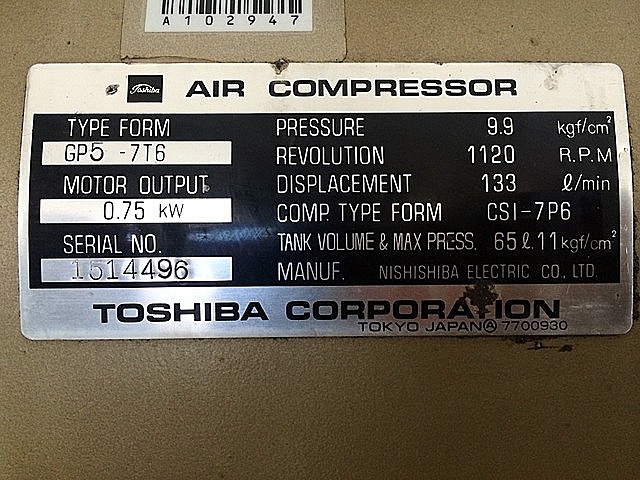 A102947
Toshiba AIR COMPRESSOR
TYPE FORM
GP5 -7T6
MOTOR OUTPUT
0.75 kW
SERIAL NO.
1514496
PRESSURE 9.9 kgf/cm²
REVOLUTION 1120 R.P.M
DISPLACEMENT 133 ℓ/min
COMP. TYPE FORM CSI-7P6
TANK VOLUME & MAX PRESS. 65ℓ.11kgf/cm²
MANUF. NISHISHIBA ELECTRIC CO., LTD.
TOSHIBA CORPORATION
TOKYO JAPAN Ⓐ 7700930